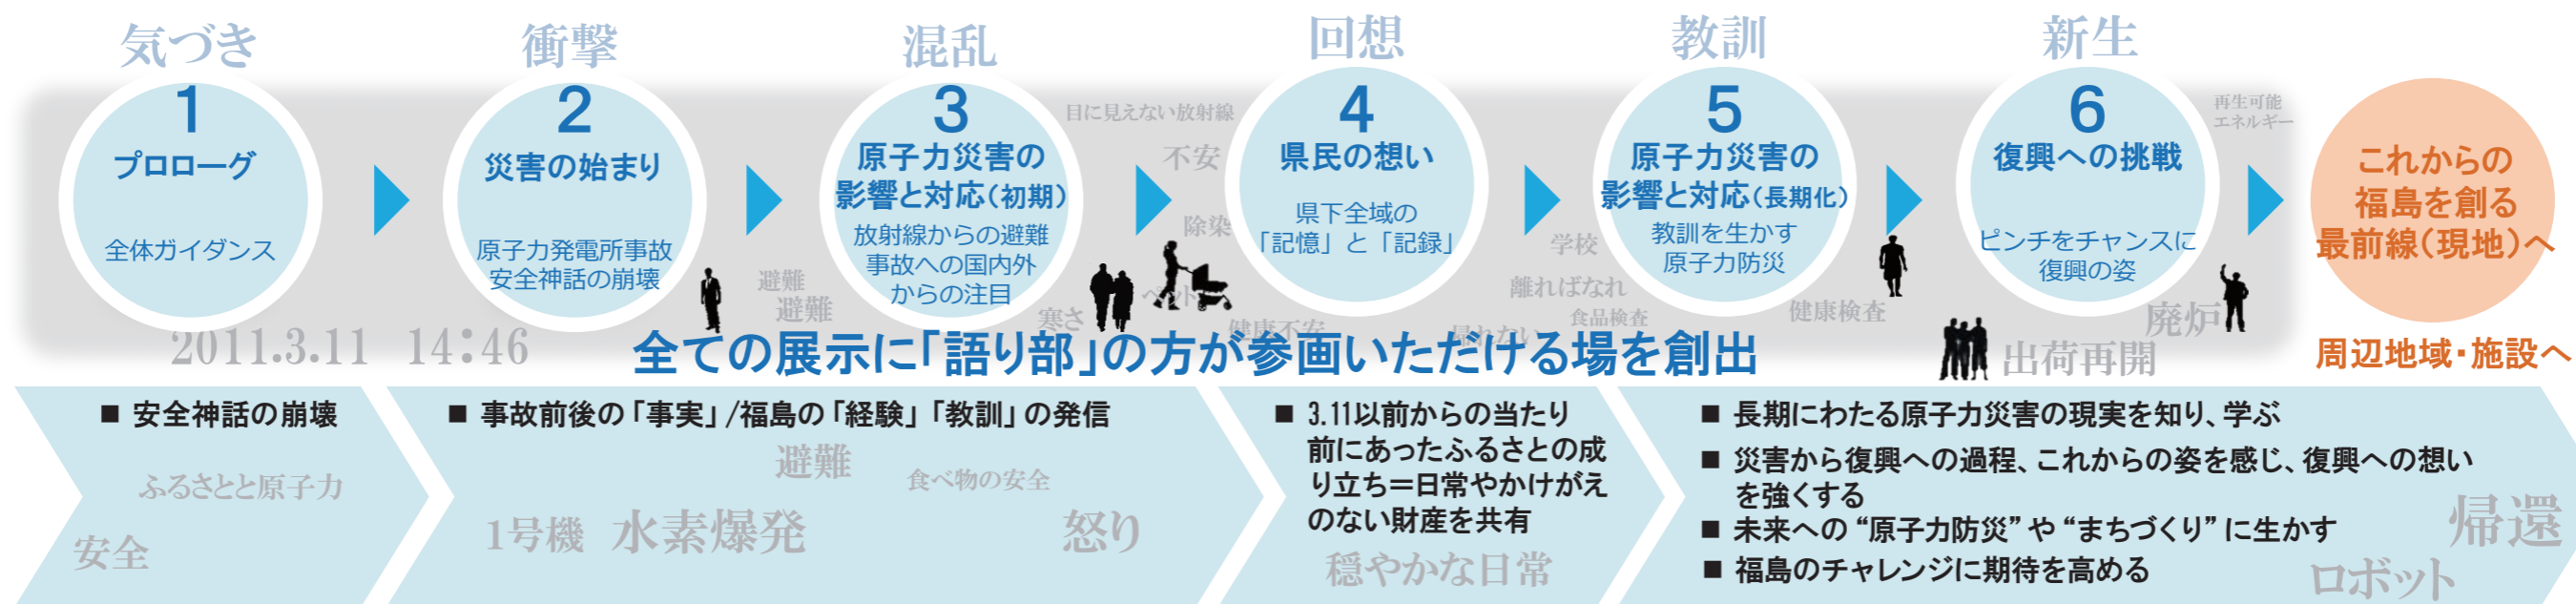 気づき
1
プロローグ
全体ガイダンス
2011.3.11 14:46
衝撃
2
災害の始まり
原子力発電所事故
安全神話の崩壊
避難
避難
混乱
3
原子力災害の
影響と対応（初期）
放射線からの避難
事故への国内外
からの注目
目に見えない放射線
不安
除染
ペット
寒さ
健康不安
回想
4
県民の想い
県下全域の
「記憶」と「記録」
学校
離ればなれ
食品検査
帰れない
教訓
5
原子力災害の
影響と対応（長期化）
教訓を生かす
原子力防災
健康検査
新生
6
復興への挑戦
ピンチをチャンスに
復興の姿
再生可能
エネルギー
廃炉
出荷再開
これからの
福島を創る
最前線（現地）へ
周辺地域・施設へ
全ての展示に「語り部」の方が参画いただける場を創出
■ 安全神話の崩壊
ふるさとと原子力
安全
■ 事故前後の「事実」/福島の「経験」「教訓」の発信
避難
食べ物の安全
1号機 水素爆発
怒り
■ 3.11以前からの当たり
前にあったふるさとの成
り立ち＝日常やかけがえ
のない財産を共有
穏やかな日常
■ 長期にわたる原子力災害の現実を知り、学ぶ
■ 災害から復興への過程、これからの姿を感じ、復興への想い
を強くする
■ 未来への“原子力防災”や“まちづくり”に生かす
■ 福島のチャレンジに期待を高める
帰還
ロボット